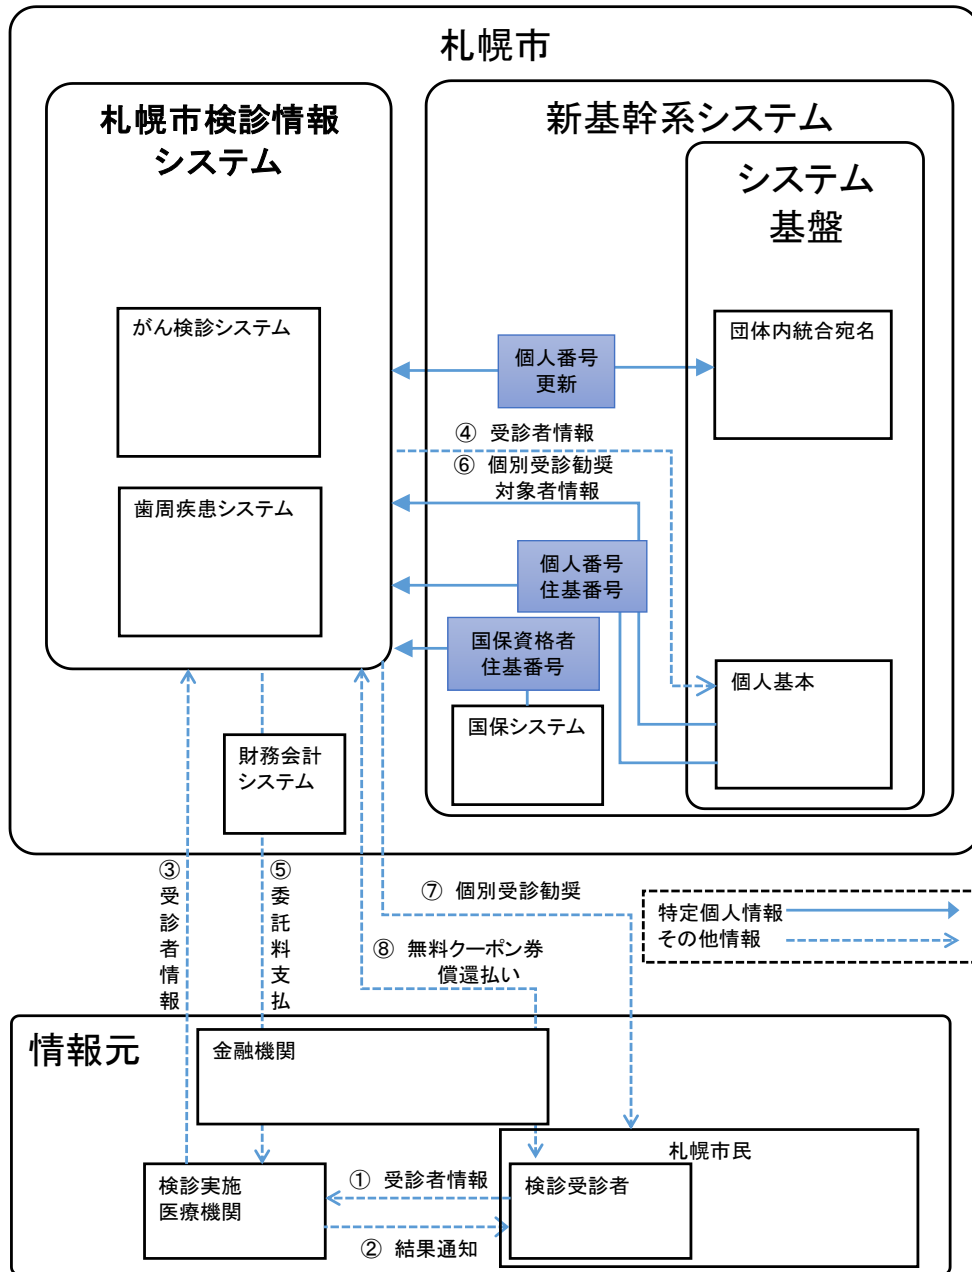 札幌市
札幌市検診情報
システム
新基幹系システム
システム
基盤
がん検診システム
団体内統合宛名
個人番号
更新
④ 受診者情報
⑥ 個別受診勧奨
対象者情報
歯周疾患システム
個人番号
住基番号
国保資格者
住基番号
個人基本
国保システム
財務会計
システム
③
受
診
者
情
報
⑤
委
託
料
支
払
⑦ 個別受診勧奨
⑧ 無料クーポン券
償還払い
特定個人情報
その他情報
情報元
金融機関
札幌市民
検診実施
医療機関
① 受診者情報
検診受診者
② 結果通知